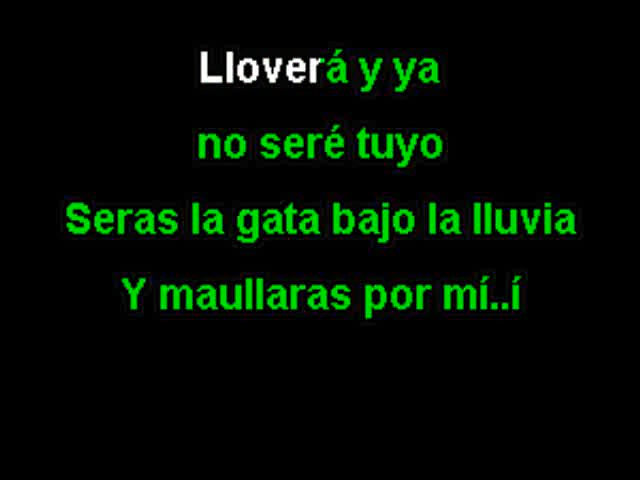 Lloverá y ya
no seré tuyo
Seras la gata bajo la lluvia
Y maullaras por mí..í